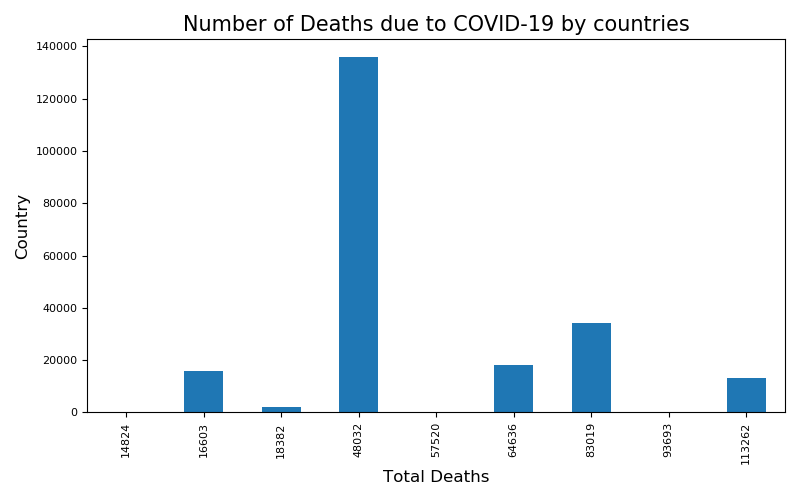 Number of Deaths due to COVID-19 by countries
140000
120000
100000
80000
60000
40000
20000
0
Country
14824 16603 18382 48032 57520 64636 83019 93693 113262
Total Deaths